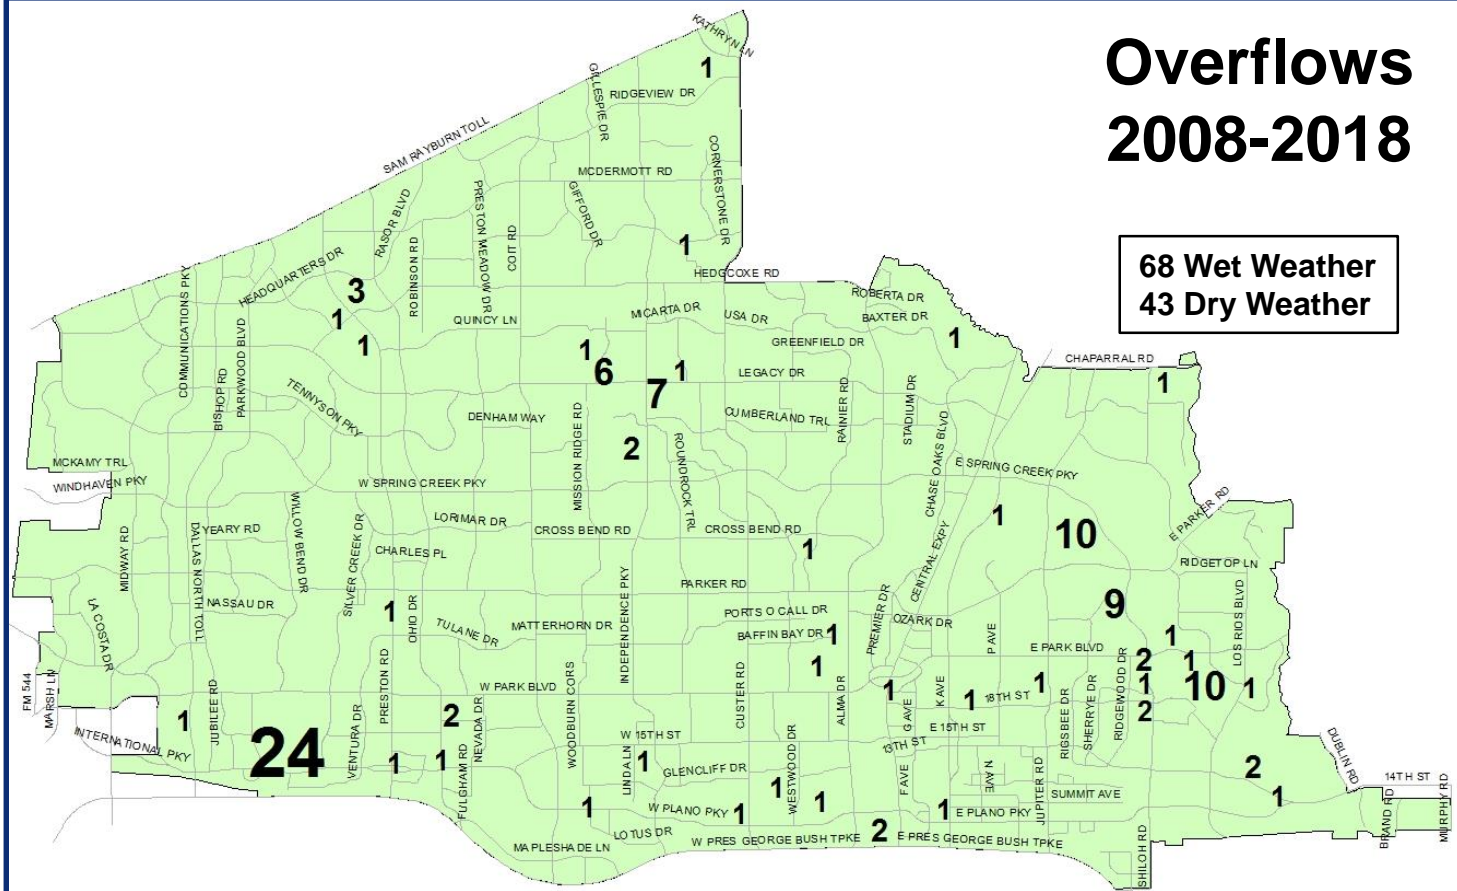 Overflows
2008-2018
68 Wet Weather
43 Dry Weather
KATHRYN LN
1
GILLESPIE DR
RIDGEVIEW DR
SAM RAYBURN TOLL
MCDERMOTT RD
CORNERSTONE DR
PRESTON MEADOW DR
GIFFORD DR
RASOR BLVD
ROBINSON RD
COIT RD
1
HEDGCOXE RD
HEADQUARTERS DR
COMMUNICATIONS PKY
3
1
1
PARKWOOD BLVD
BISHOP RD
QUINCY LN
MICARTA DR
USA DR
ROBERTA DR
BAXTER DR
GREENFIELD DR
1
CHAPARRAL RD
1
1
6
7
1
LEGACY DR
TENNYSON PKY
DENHAM WAY
MISSION RIDGE RD
CUMBERLAND TRL
RAINIER RD
STADIUM DR
CHASE OAKS BLVD
2
ROUNDROCK TRL
MCKAMY TRL
WINDHAVEN PKY
W SPRING CREEK PKY
E SPRING CREEK PKY
E PARKER RD
MIDWAY RD
DALLAS NORTH TOLL
YEARY RD
WILLOW BEND DR
SILVER CREEK DR
LORIMAR DR
CHARLES PL
CROSS BEND RD
CROSS BEND RD
1
1
10
CENTRAL EXPY
RIDGETOP LN
PARKER RD
INDEPENDENCE PKY
LA COSTA DR
NASSAU DR
1
OHIO DR
TULANE DR
MATTERHORN DR
PORTS O CALL DR
BAFFIN BAY DR
1
1
PREMIER DR
OZARK DR
P AVE
9
LOS RIOS BLVD
E PARK BLVD
1
2
1
1
10
1
2
FM 544
MARSH LN
JUBILEE RD
PRESTON RD
W PARK BLVD
WOODBURN CORS
CUSTER RD
ALMA DR
1
G AVE
K AVE
1
18TH ST
1
RIGSBEE DR
SHERRYE DR
RIDGEWOOD DR
1
INTERNATIONAL PKY
24
VENTURA DR
2
NEVADA DR
W 15TH ST
13TH ST
E 15TH ST
1
1
FULGHAM RD
LINDA LN
1
GLENCLIFF DR
WESTWOOD DR
1
1
F AVE
N AVE
JUPITER RD
SUMMIT AVE
2
1
DUBLIN RD
14TH ST
BRAND RD
MURPHY RD
1
W PLANO PKY
1
1
E PLANO PKY
LOTUS DR
MAPLESHADE LN
W PRES GEORGE BUSH TPKE
2
E PRES GEORGE BUSH TPKE
SHILOH RD